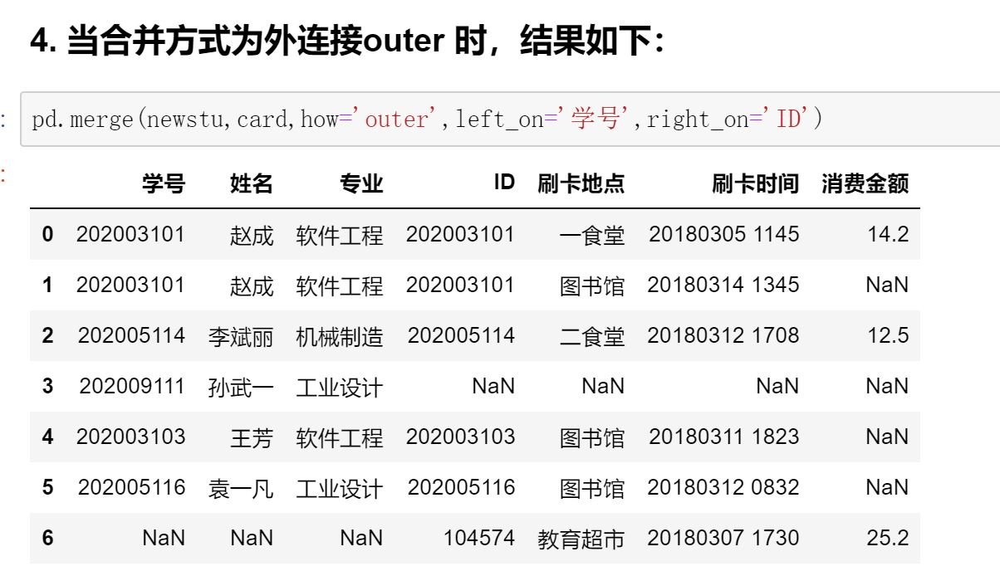 4. 当合并方式为外连接outer 时，结果如下：
:
pd.merge(newstu,card,how='outer',left_on='学号',right_on='ID')
:
学号 姓名 专业 ID 刷卡地点 刷卡时间 消费金额
0 202003101 赵成 软件工程 202003101 一食堂 20180305 1145 14.2
1 202003101 赵成 软件工程 202003101 图书馆 20180314 1345 NaN
2 202005114 李斌丽 机械制造 202005114 二食堂 20180312 1708 12.5
3 202009111 孙武一 工业设计 NaN NaN NaN NaN
4 202003103 王芳 软件工程 202003103 图书馆 20180311 1823 NaN
5 202005116 袁一凡 工业设计 202005116 图书馆 20180312 0832 NaN
6 NaN NaN NaN 104574 教育超市 20180307 1730 25.2